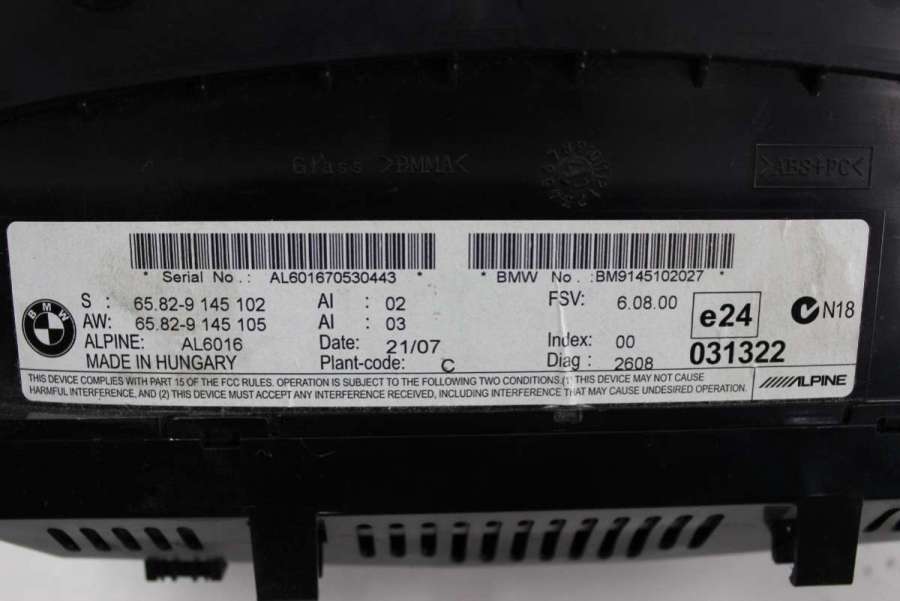 Glass >PMMA<
>ABS+PC<
* Serial No.: AL601670530443 * * BMW No.: BM9145102027 *
BMW
S : 65.82-9 145 102 AI : 02 FSV: 6.08.00
AW: 65.82-9 145 105 AI : 03 e24 N18
ALPINE: AL6016 Date: 21/07 Index: 00
MADE IN HUNGARY Plant-code: C Diag: 2608 031322
THIS DEVICE COMPLIES WITH PART 15 OF THE FCC RULES. OPERATION IS SUBJECT TO THE FOLLOWING TWO CONDITIONS.(1) THIS DEVICE MAY NOT CAUSE
HARMFUL INTERFERENCE, AND (2) THIS DEVICE MUST ACCEPT ANY INTERFERENCE RECEIVED, INCLUDING INTERFERENCE THAT MAY CAUSE UNDESIRED OPERATION.
ALPINE